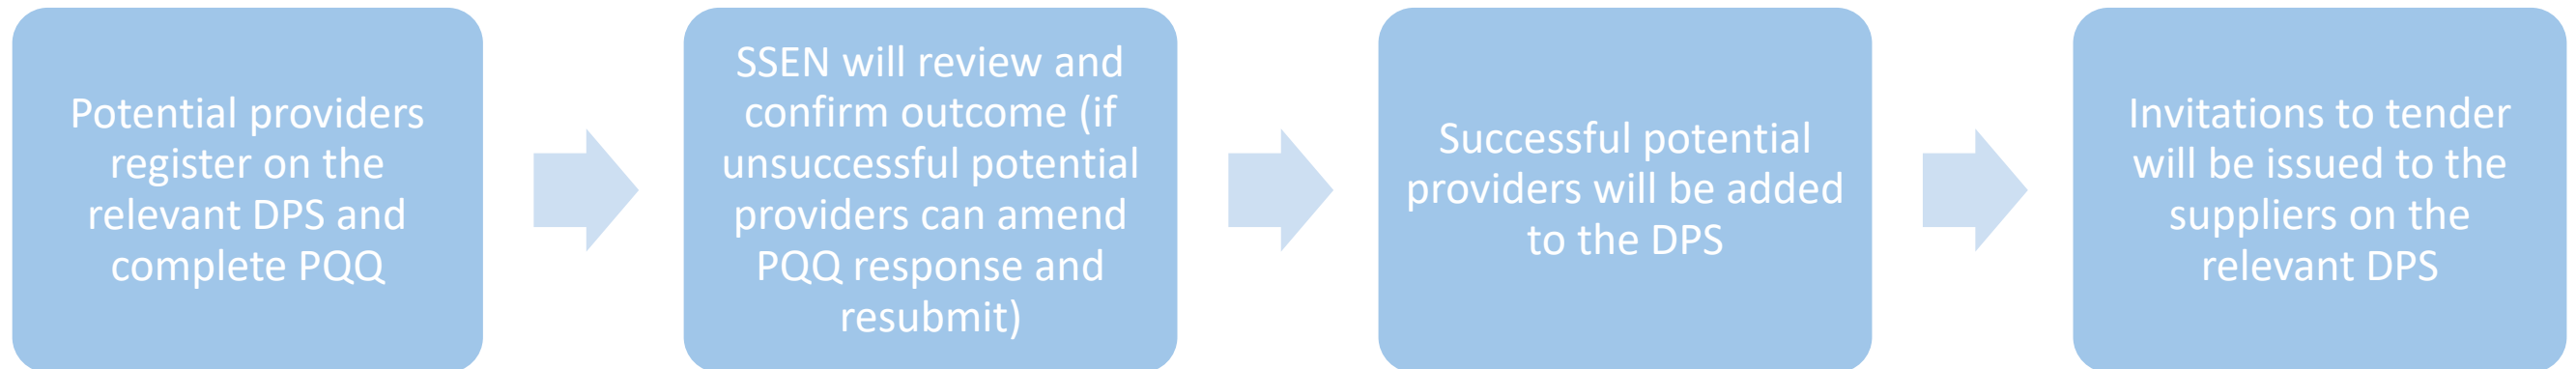 Potential providers
register on the
relevant DPS and
complete PQQ
SSEN will review and
confirm outcome (if
unsuccessful potential
providers can amend
PQQ response and
resubmit)
Successful potential
providers will be added
to the DPS
Invitations to tender
will be issued to the
suppliers on the
relevant DPS